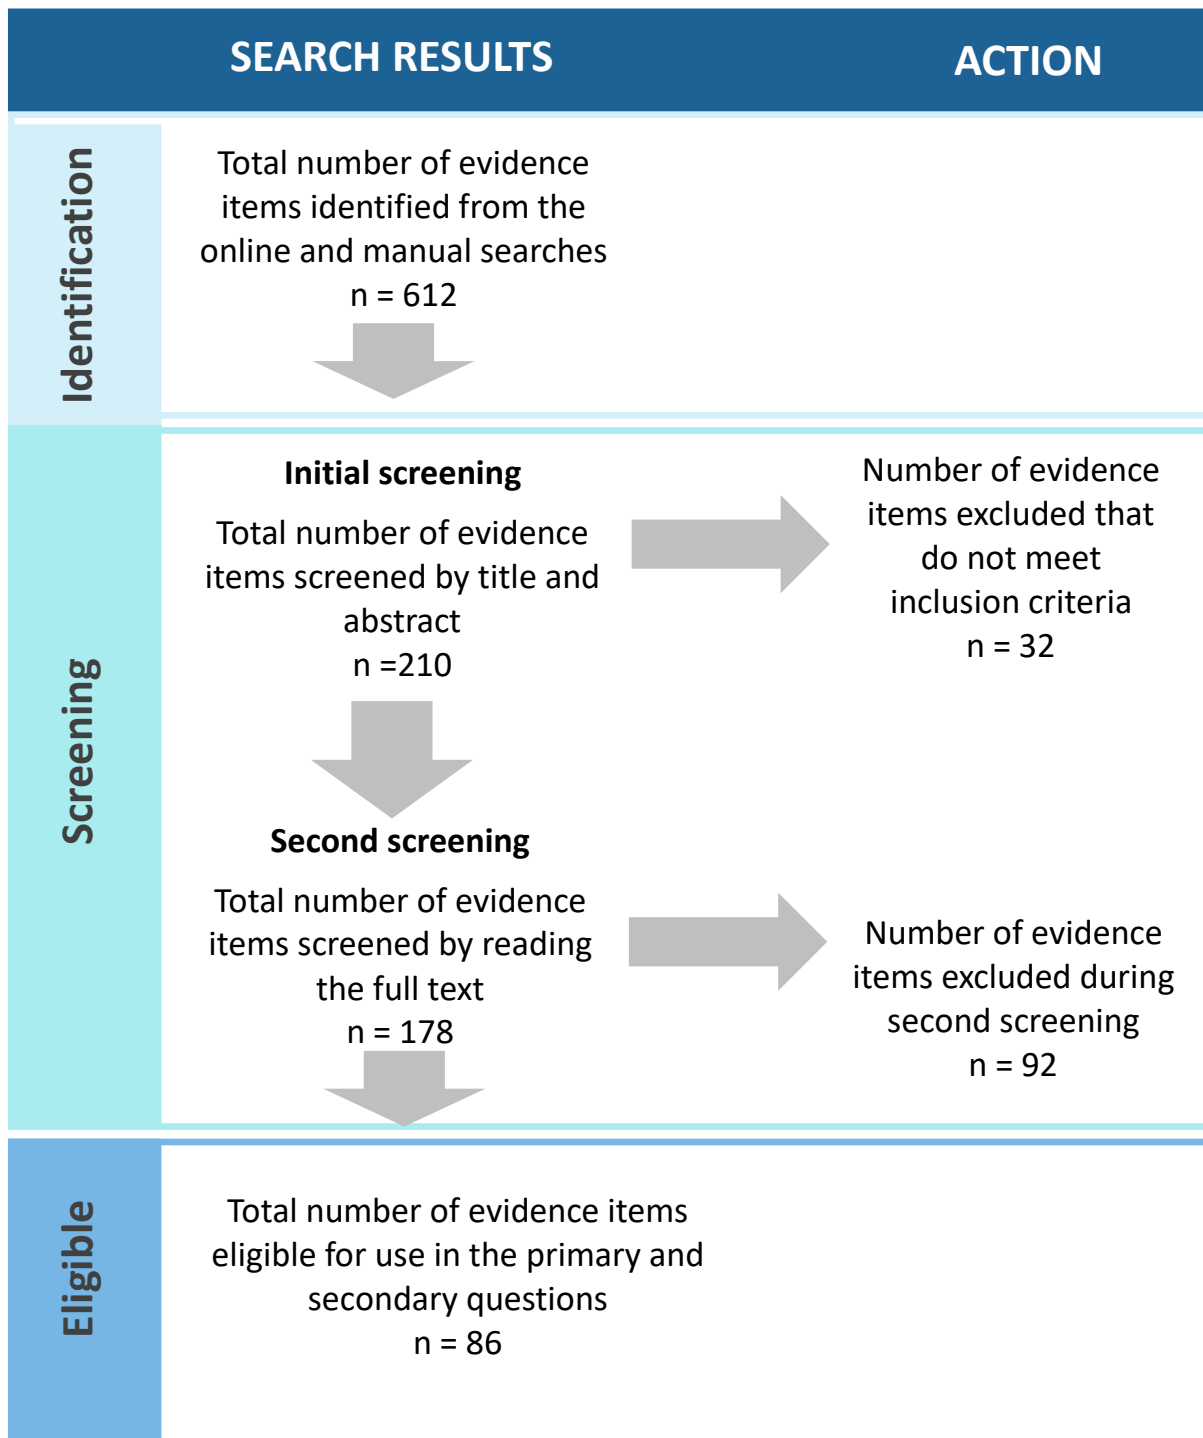 SEARCH RESULTS
ACTION
Identification
Total number of evidence
items identified from the
online and manual searches
n = 612
Screening
Initial screening
Total number of evidence
items screened by title and
abstract
n =210
Number of evidence
items excluded that
do not meet
inclusion criteria
n = 32
Second screening
Total number of evidence
items screened by reading
the full text
n = 178
Number of evidence
items excluded during
second screening
n = 92
Eligible
Total number of evidence items
eligible for use in the primary and
secondary questions
n = 86